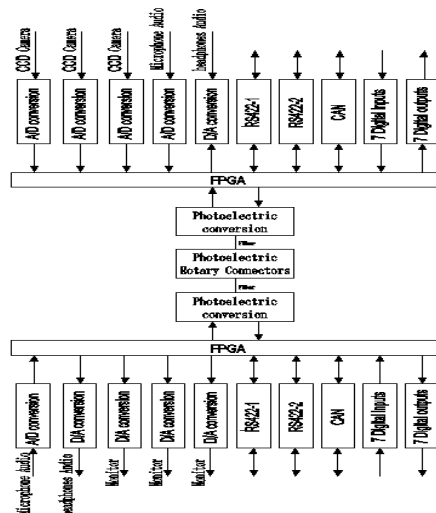 CCD Camera
CCD Camera
CCD Camera
Microphone Audio
headphones Audio
A/D conversion
A/D conversion
A/D conversion
A/D conversion
D/A conversion
RS422-1
RS422-2
CAN
7 Digital inputs
7 Digital outputs
FPGA
Photoelectric
conversion
Fiber
Photoelectric
Rotary Connectors
Fiber
Photoelectric
conversion
FPGA
A/D conversion
D/A conversion
D/A conversion
D/A conversion
D/A conversion
RS422-1
RS422-2
CAN
7 Digital Inputs
7 Digital outputs
Microphone Audio
headphones Audio
Monitor
Monitor
Monitor